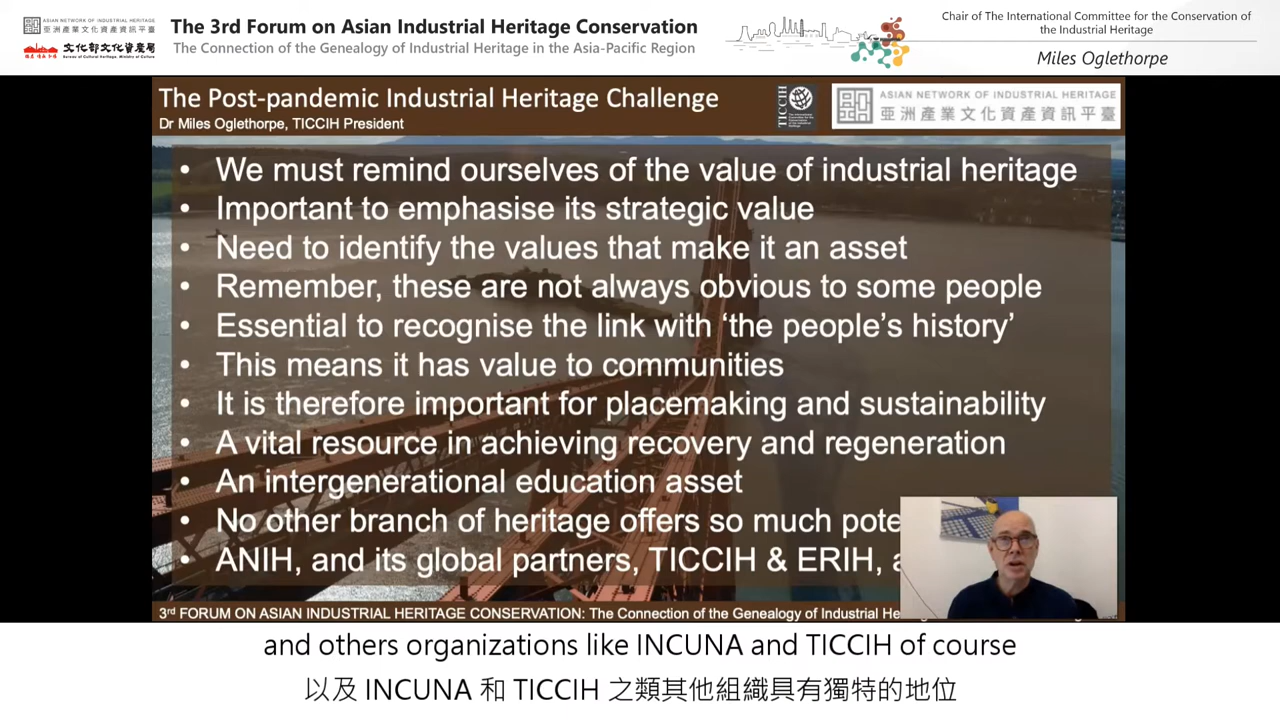 ASIAN NETWORK OF INDUSTRIAL HERITAGE
亞洲產業文化資產資訊平臺
文化部文化資產局
Bureau of Cultural Heritage, Ministry of Culture
The 3rd Forum on Asian Industrial Heritage Conservation
The Connection of the Genealogy of Industrial Heritage in the Asia-Pacific Region
Chair of The International Committee for the Conservation of
the Industrial Heritage
Miles Oglethorpe
The Post-pandemic Industrial Heritage Challenge
Dr Miles Oglethorpe, TICCIH President
TICCIH
ASIAN NETWORK OF INDUSTRIAL HERITAGE
亞洲產業文化資產資訊平臺
• We must remind ourselves of the value of industrial heritage
• Important to emphasise its strategic value
• Need to identify the values that make it an asset
• Remember, these are not always obvious to some people
• Essential to recognise the link with ‘the people’s history’
• This means it has value to communities
• It is therefore important for placemaking and sustainability
• A vital resource in achieving recovery and regeneration
• An intergenerational education asset
• No other branch of heritage offers so much pote
• ANIH, and its global partners, TICCIH & ERIH, a
3rd FORUM ON ASIAN INDUSTRIAL HERITAGE CONSERVATION: The Connection of the Genealogy of Industrial He
and others organizations like INCUNA and TICCIH of course
以及 INCUNA 和 TICCIH 之類其他組織具有獨特的地位